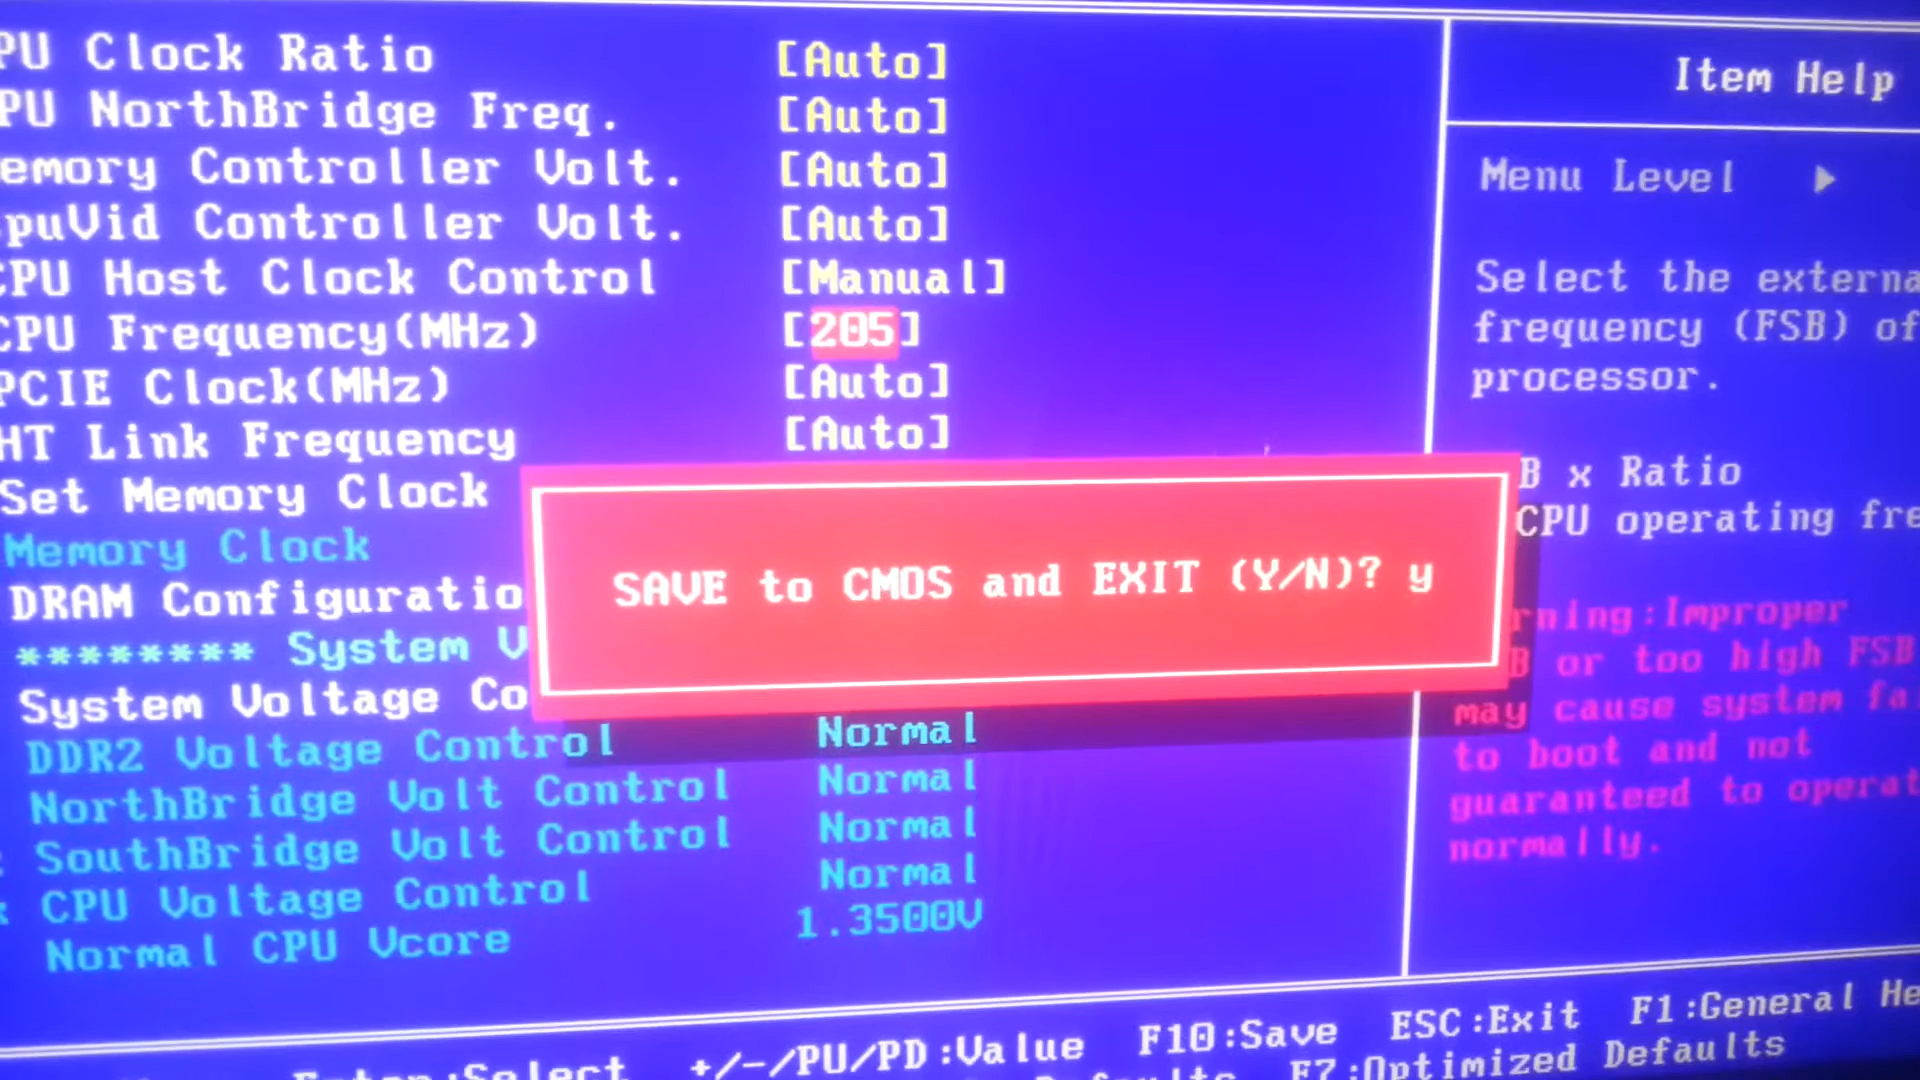 PU Clock Ratio [Auto]
PU NorthBridge Freq. [Auto]
emory Controller Volt. [Auto]
puVid Controller Volt. [Auto]
CPU Host Clock Control [Manual]
CPU Frequency(MHz) [205]
PCIE Clock(MHz) [Auto]
HT Link Frequency [Auto]
Set Memory Clock
Memory Clock
DRAM Configuratio
******** System V
System Voltage Co
DDR2 Voltage Control Normal
NorthBridge Volt Control Normal
SouthBridge Volt Control Normal
CPU Voltage Control Normal
Normal CPU Vcore 1.3500V
SAVE to CMOS and EXIT (Y/N)? y
Item Help
Menu Level ▶
Select the externa
frequency (FSB) of
processor.
B x Ratio
CPU operating fre
rning:Improper
B or too high FSB
may cause system fa
to boot and not
guaranteed to operat
normally.
Enter:Select +/-/PU/PD:Value F10:Save ESC:Exit F1:General He
F7:Optimized Defaults